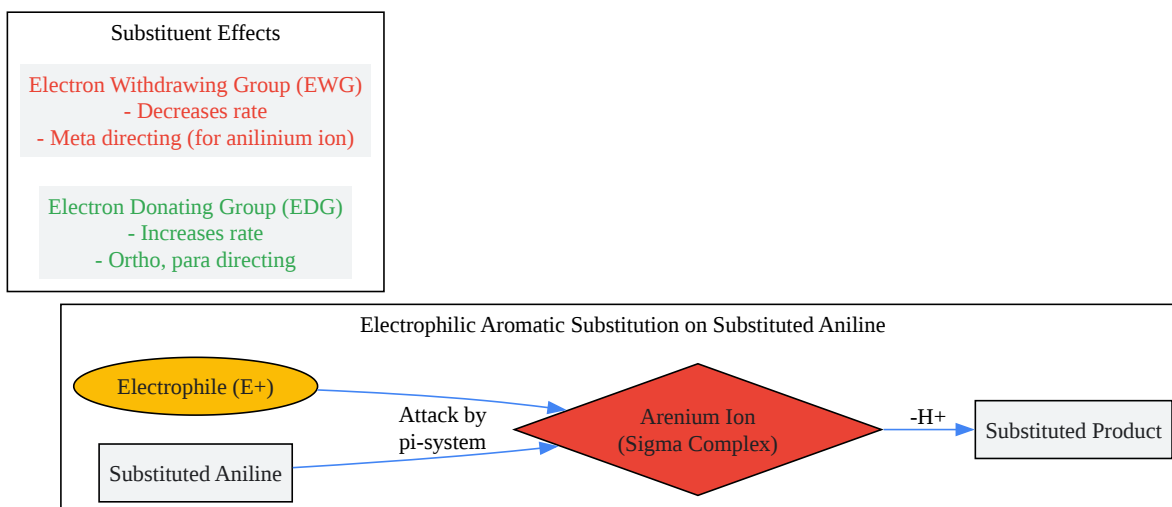 Substituent Effects
Electron Withdrawing Group (EWG)
- Decreases rate
- Meta directing (for anilinium ion)
Electron Donating Group (EDG)
- Increases rate
- Ortho, para directing
Electrophilic Aromatic Substitution on Substituted Aniline
Electrophile (E+)
Attack by
pi-system
Substituted Aniline
Arenium Ion
(Sigma Complex)
-H+
Substituted Product